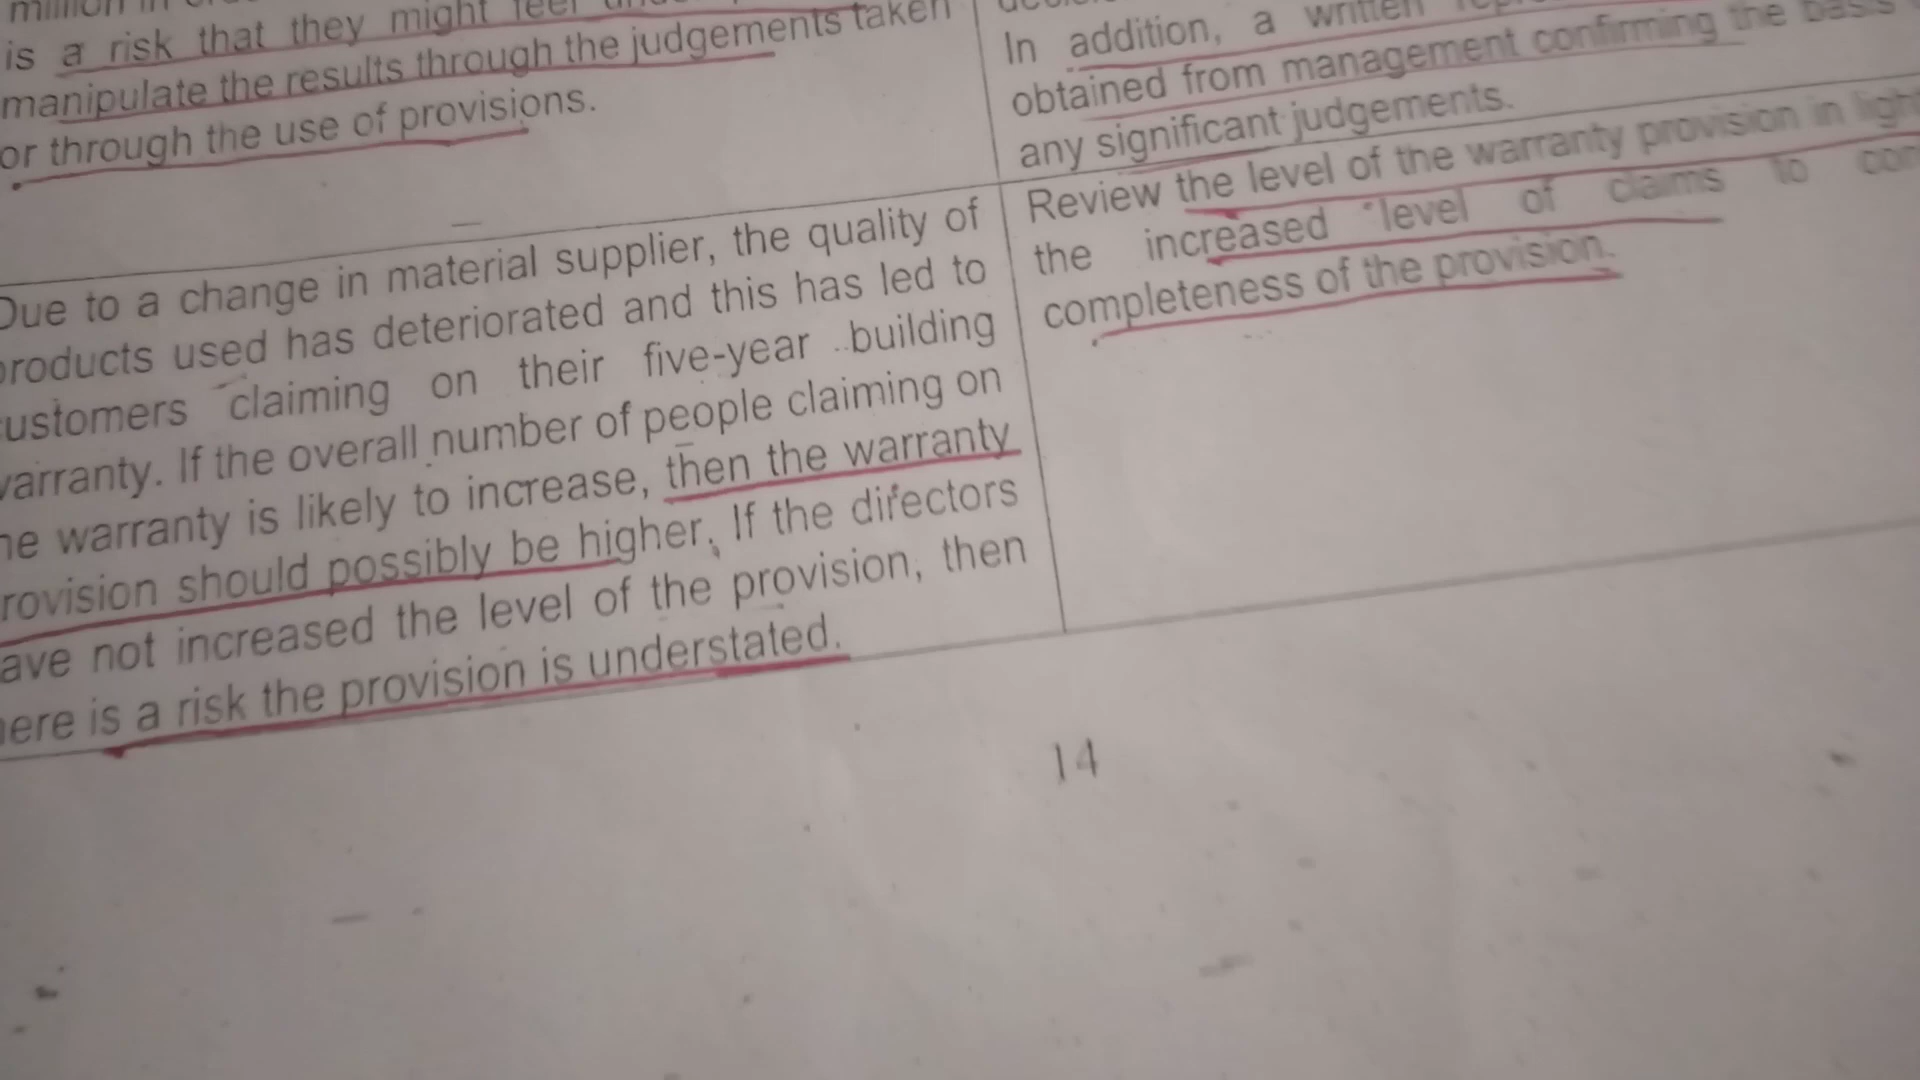 is a risk that they might feel
manipulate the results through the judgements taken
or through the use of provisions.
In addition, a written
obtained from management confirming the basis
any significant judgements.
Due to a change in material supplier, the quality of
products used has deteriorated and this has led to
customers claiming on their five-year building
warranty. If the overall number of people claiming on
the warranty is likely to increase, then the warranty
provision should possibly be higher. If the directors
have not increased the level of the provision, then
there is a risk the provision is understated.
Review the level of the warranty provision in light
the increased level of claims to
completeness of the provision.
14